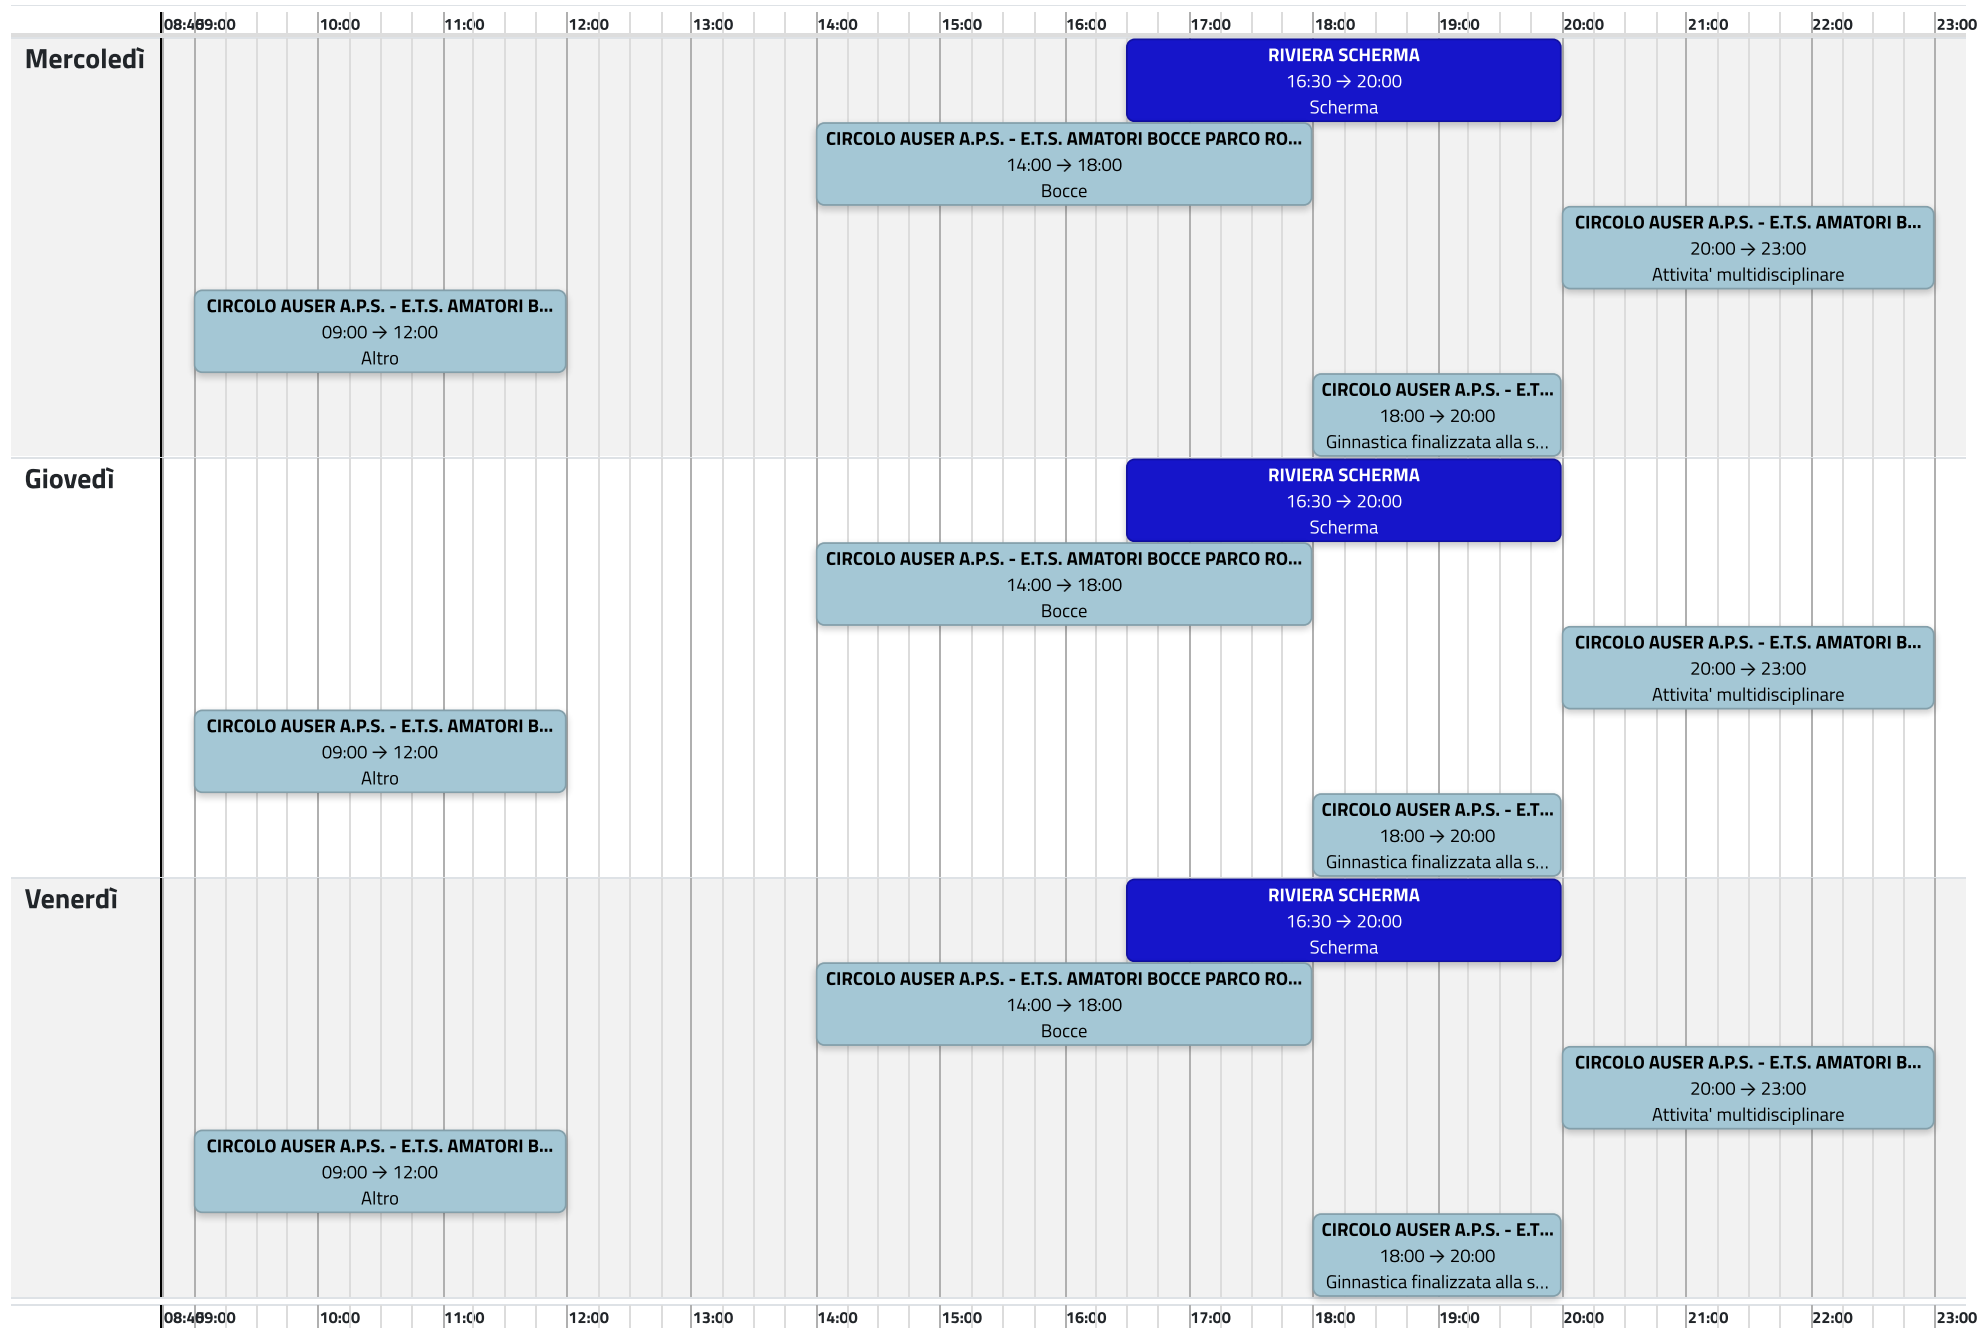 08:45 09:00 10:00 11:00 12:00 13:00 14:00 15:00 16:00 17:00 18:00 19:00 20:00 21:00 22:00 23:00
Mercoledì
RIVIERA SCHERMA
16:30 → 20:00
Scherma
CIRCOLO AUSER A.P.S. - E.T.S. AMATORI BOCCE PARCO RO...
14:00 → 18:00
Bocce
CIRCOLO AUSER A.P.S. - E.T.S. AMATORI B...
20:00 → 23:00
Attivita' multidisciplinare
CIRCOLO AUSER A.P.S. - E.T.S. AMATORI B...
09:00 → 12:00
Altro
CIRCOLO AUSER A.P.S. - E.T...
18:00 → 20:00
Ginnastica finalizzata alla s...
Giovedì
RIVIERA SCHERMA
16:30 → 20:00
Scherma
CIRCOLO AUSER A.P.S. - E.T.S. AMATORI BOCCE PARCO RO...
14:00 → 18:00
Bocce
CIRCOLO AUSER A.P.S. - E.T.S. AMATORI B...
20:00 → 23:00
Attivita' multidisciplinare
CIRCOLO AUSER A.P.S. - E.T.S. AMATORI B...
09:00 → 12:00
Altro
CIRCOLO AUSER A.P.S. - E.T...
18:00 → 20:00
Ginnastica finalizzata alla s...
Venerdì
RIVIERA SCHERMA
16:30 → 20:00
Scherma
CIRCOLO AUSER A.P.S. - E.T.S. AMATORI BOCCE PARCO RO...
14:00 → 18:00
Bocce
CIRCOLO AUSER A.P.S. - E.T.S. AMATORI B...
20:00 → 23:00
Attivita' multidisciplinare
CIRCOLO AUSER A.P.S. - E.T.S. AMATORI B...
09:00 → 12:00
Altro
CIRCOLO AUSER A.P.S. - E.T...
18:00 → 20:00
Ginnastica finalizzata alla s...
08:45 09:00 10:00 11:00 12:00 13:00 14:00 15:00 16:00 17:00 18:00 19:00 20:00 21:00 22:00 23:00